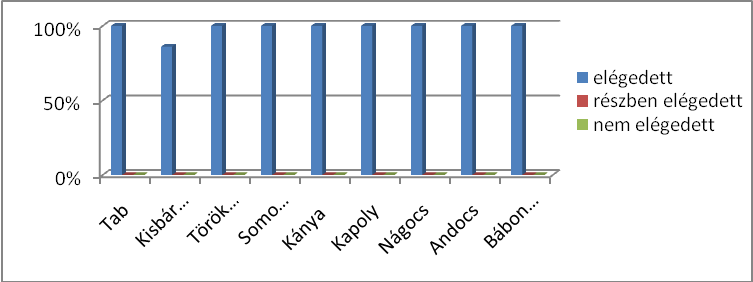 100%
50%
0%
Tab
Kisbár...
Török...
Somo...
Kánya
Kapoly
Nágocs
Andocs
Bábon...
elégedett
részben elégedett
nem elégedett